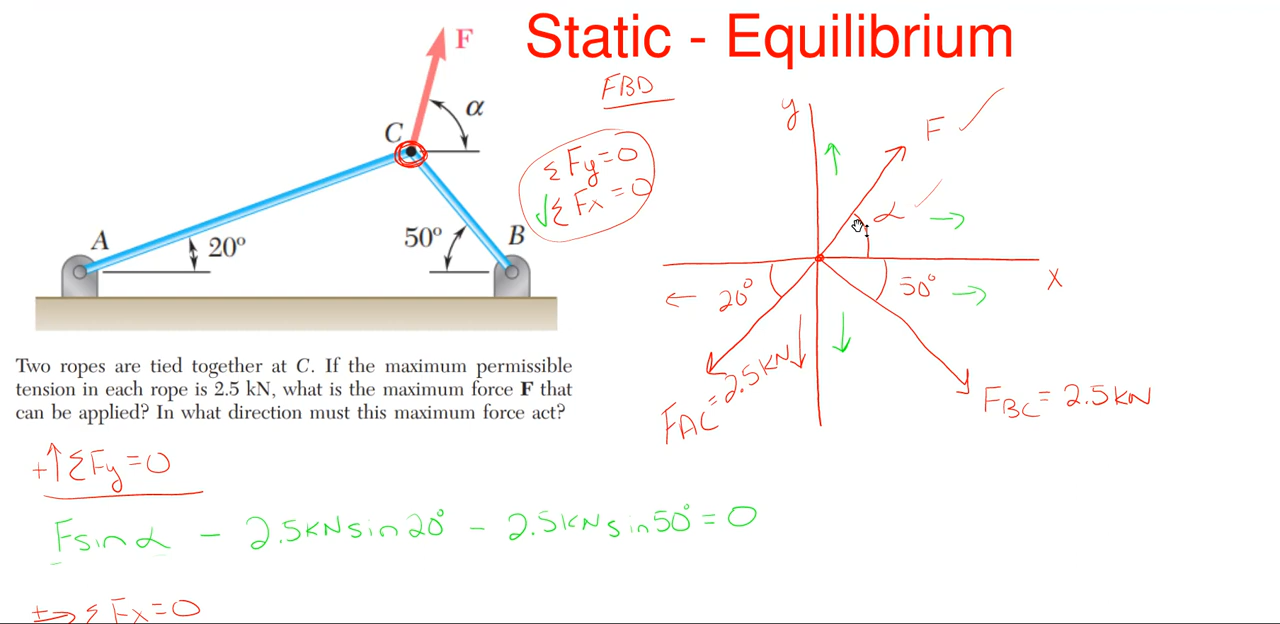 Static - Equilibrium
F
α
C
A
20º
50º
B
Two ropes are tied together at C. If the maximum permissible
tension in each rope is 2.5 kN, what is the maximum force F that
can be applied? In what direction must this maximum force act?
FBD
ΣFy=0
√ΣFx=0
y
F
α
20°
50°
x
FAC=2.5KN
FBC=2.5KN
+↑ΣFy=0
Fsinα - 2.5KNsin20° - 2.5KNsin50°=0
+→ΣFx=0